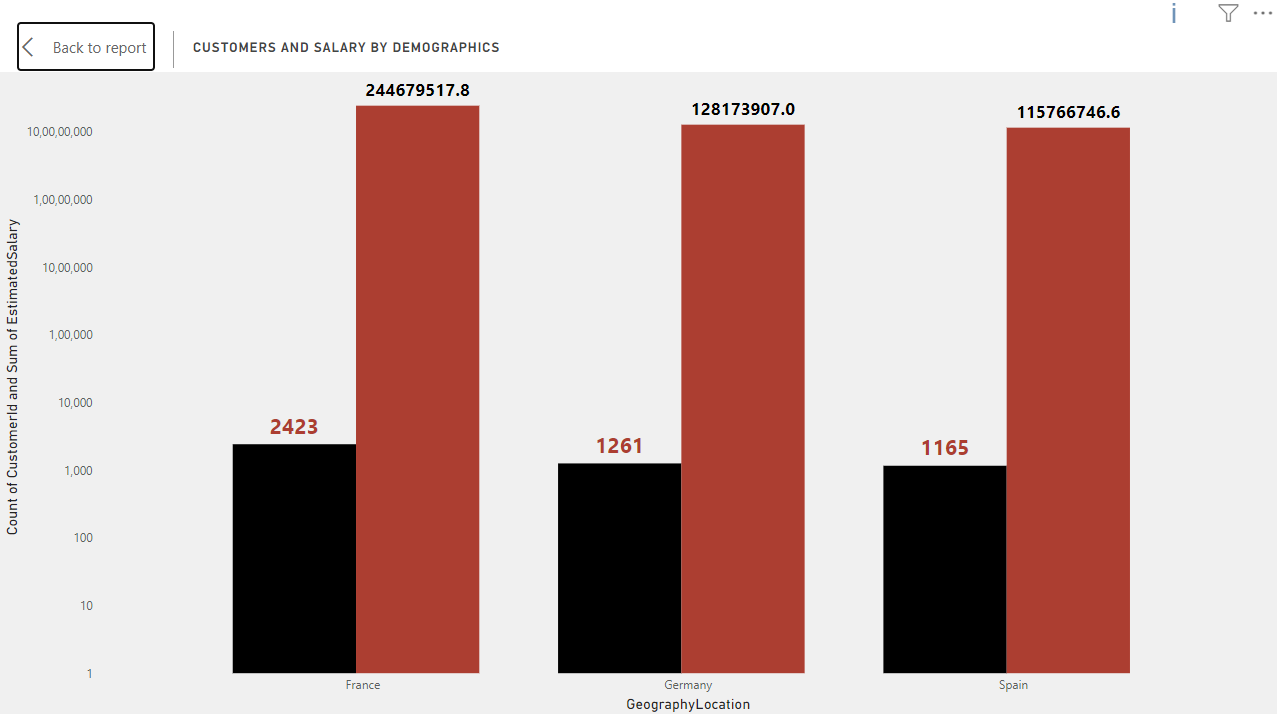 Back to report
CUSTOMERS AND SALARY BY DEMOGRAPHICS
244679517.8
128173907.0
115766746.6
10,00,00,000
1,00,00,000
10,00,000
1,00,000
10,000
1,000
100
10
1
2423
1261
1165
Count of CustomerId and Sum of EstimatedSalary
France
Germany
Spain
GeographyLocation